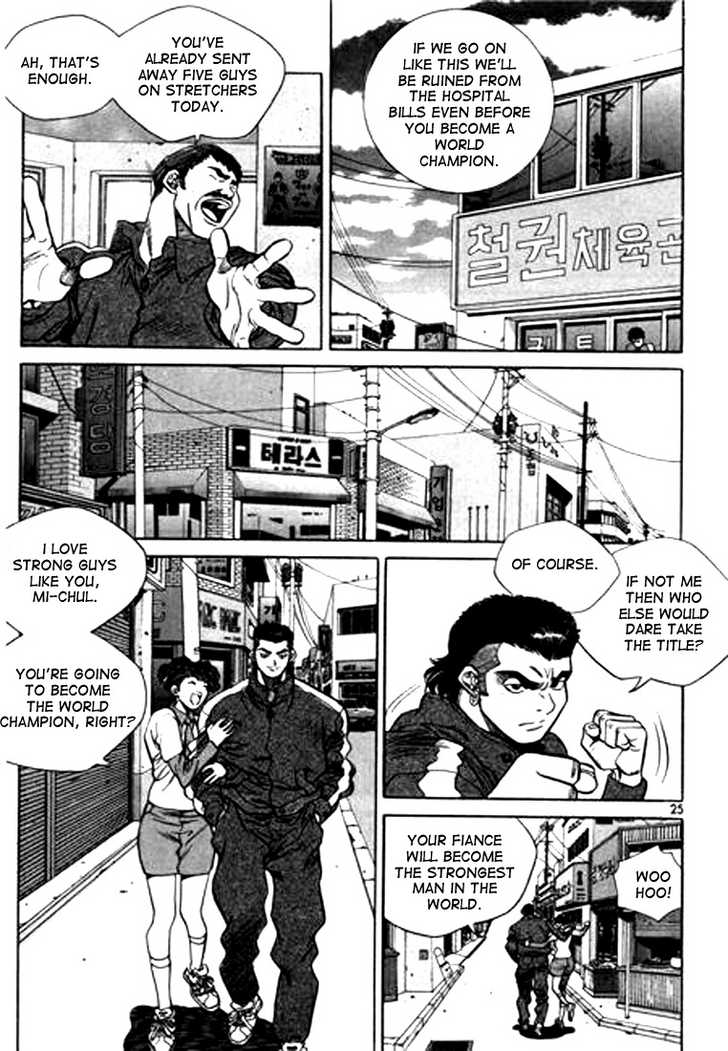 AH, THAT'S
ENOUGH.
YOU'VE
ALREADY SENT
AWAY FIVE GUYS
ON STRETCHERS
TODAY.
IF WE GO ON
LIKE THIS WE'LL
BE RUINED FROM
THE HOSPITAL
BILLS EVEN BEFORE
YOU BECOME A
WORLD
CHAMPION.
철권체육관
테라스
I LOVE
STRONG GUYS
LIKE YOU,
MI-CHUL.
YOU'RE GOING
TO BECOME
THE WORLD
CHAMPION, RIGHT?
OF COURSE.
IF NOT ME
THEN WHO
ELSE WOULD
DARE TAKE
THE TITLE?
25
YOUR FIANCE
WILL BECOME
THE STRONGEST
MAN IN THE
WORLD.
WOO
HOO!